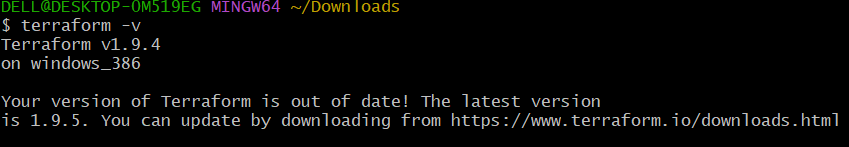 DELL@DESKTOP-OM519EG MINGW64 ~/Downloads
$ terraform -v
Terraform v1.9.4
on windows_386
Your version of Terraform is out of date! The latest version
is 1.9.5. You can update by downloading from https://www.terraform.io/downloads.html